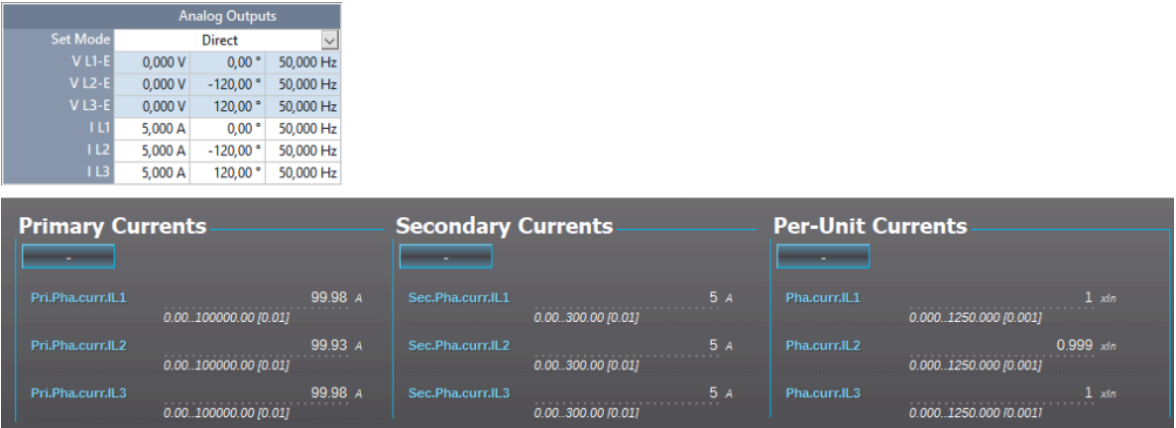 Analog Outputs
Set Mode Direct
V L1-E 0,000 V 0,00 ° 50,000 Hz
V L2-E 0,000 V -120,00 ° 50,000 Hz
V L3-E 0,000 V 120,00 ° 50,000 Hz
I L1 5,000 A 0,00 ° 50,000 Hz
I L2 5,000 A -120,00 ° 50,000 Hz
I L3 5,000 A 120,00 ° 50,000 Hz
Primary Currents Secondary Currents Per-Unit Currents
- - -
Pri.Pha.curr.IL1 99.98 A Sec.Pha.curr.IL1 5 A Pha.curr.IL1 1 xIn
0.00..100000.00 [0.01] 0.00..300.00 [0.01] 0.000..1250.000 [0.001]
Pri.Pha.curr.IL2 99.93 A Sec.Pha.curr.IL2 5 A Pha.curr.IL2 0.999 xIn
0.00..100000.00 [0.01] 0.00..300.00 [0.01] 0.000..1250.000 [0.001]
Pri.Pha.curr.IL3 99.98 A Sec.Pha.curr.IL3 5 A Pha.curr.IL3 1 xIn
0.00..100000.00 [0.01] 0.00..300.00 [0.01] 0.000..1250.000 [0.001]